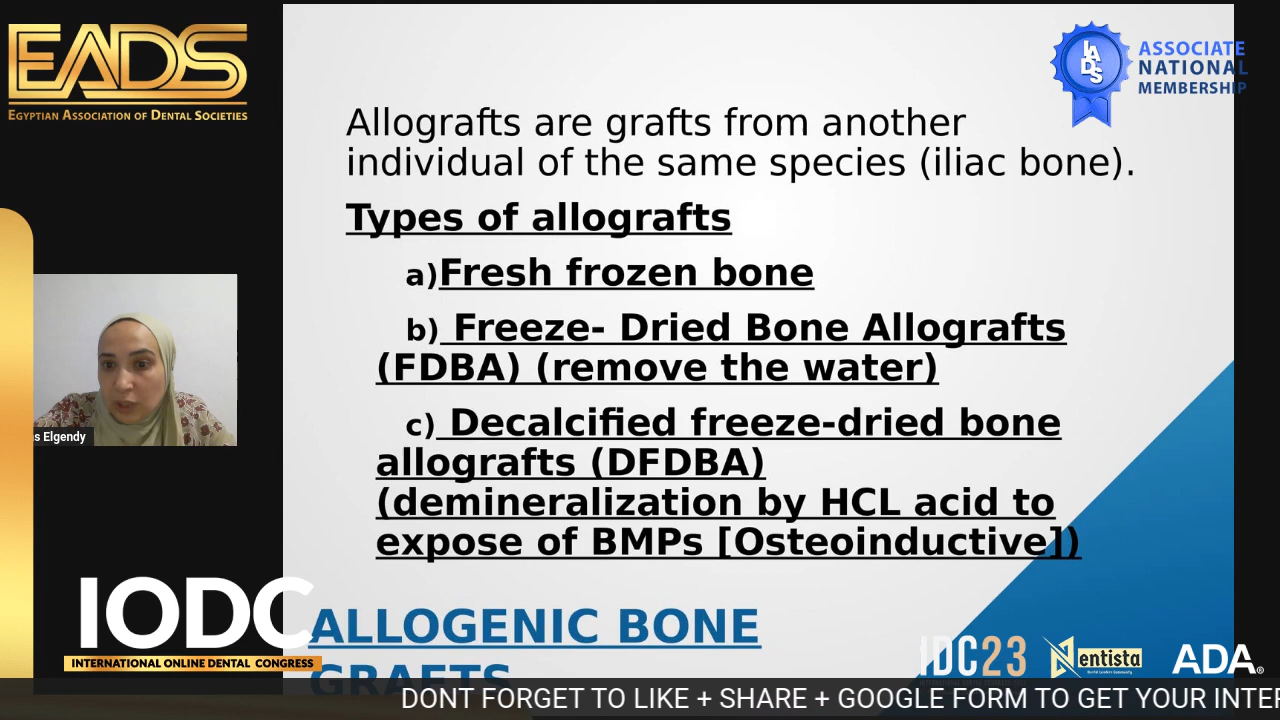 EADS
EGYPTIAN ASSOCIATION OF DENTAL SOCIETIES
IADS
ASSOCIATE
NATIONAL
MEMBERSHIP
Allografts are grafts from another
individual of the same species (iliac bone).
Types of allografts
a)Fresh frozen bone
b) Freeze- Dried Bone Allografts
(FDBA) (remove the water)
c) Decalcified freeze-dried bone
allografts (DFDBA)
(demineralization by HCL acid to
expose of BMPs [Osteoinductive])
Elgendy
IODC
INTERNATIONAL ONLINE DENTAL CONGRESS
ALLOGENIC BONE
GRAFTS
IDC23
Dentista
ADA®
DONT FORGET TO LIKE + SHARE + GOOGLE FORM TO GET YOUR